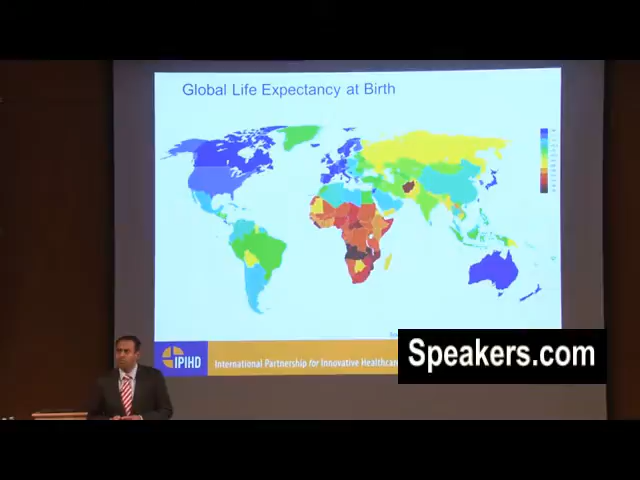 Global Life Expectancy at Birth
IPIHD
International Partnership for Innovative Healthcare
Speakers.com